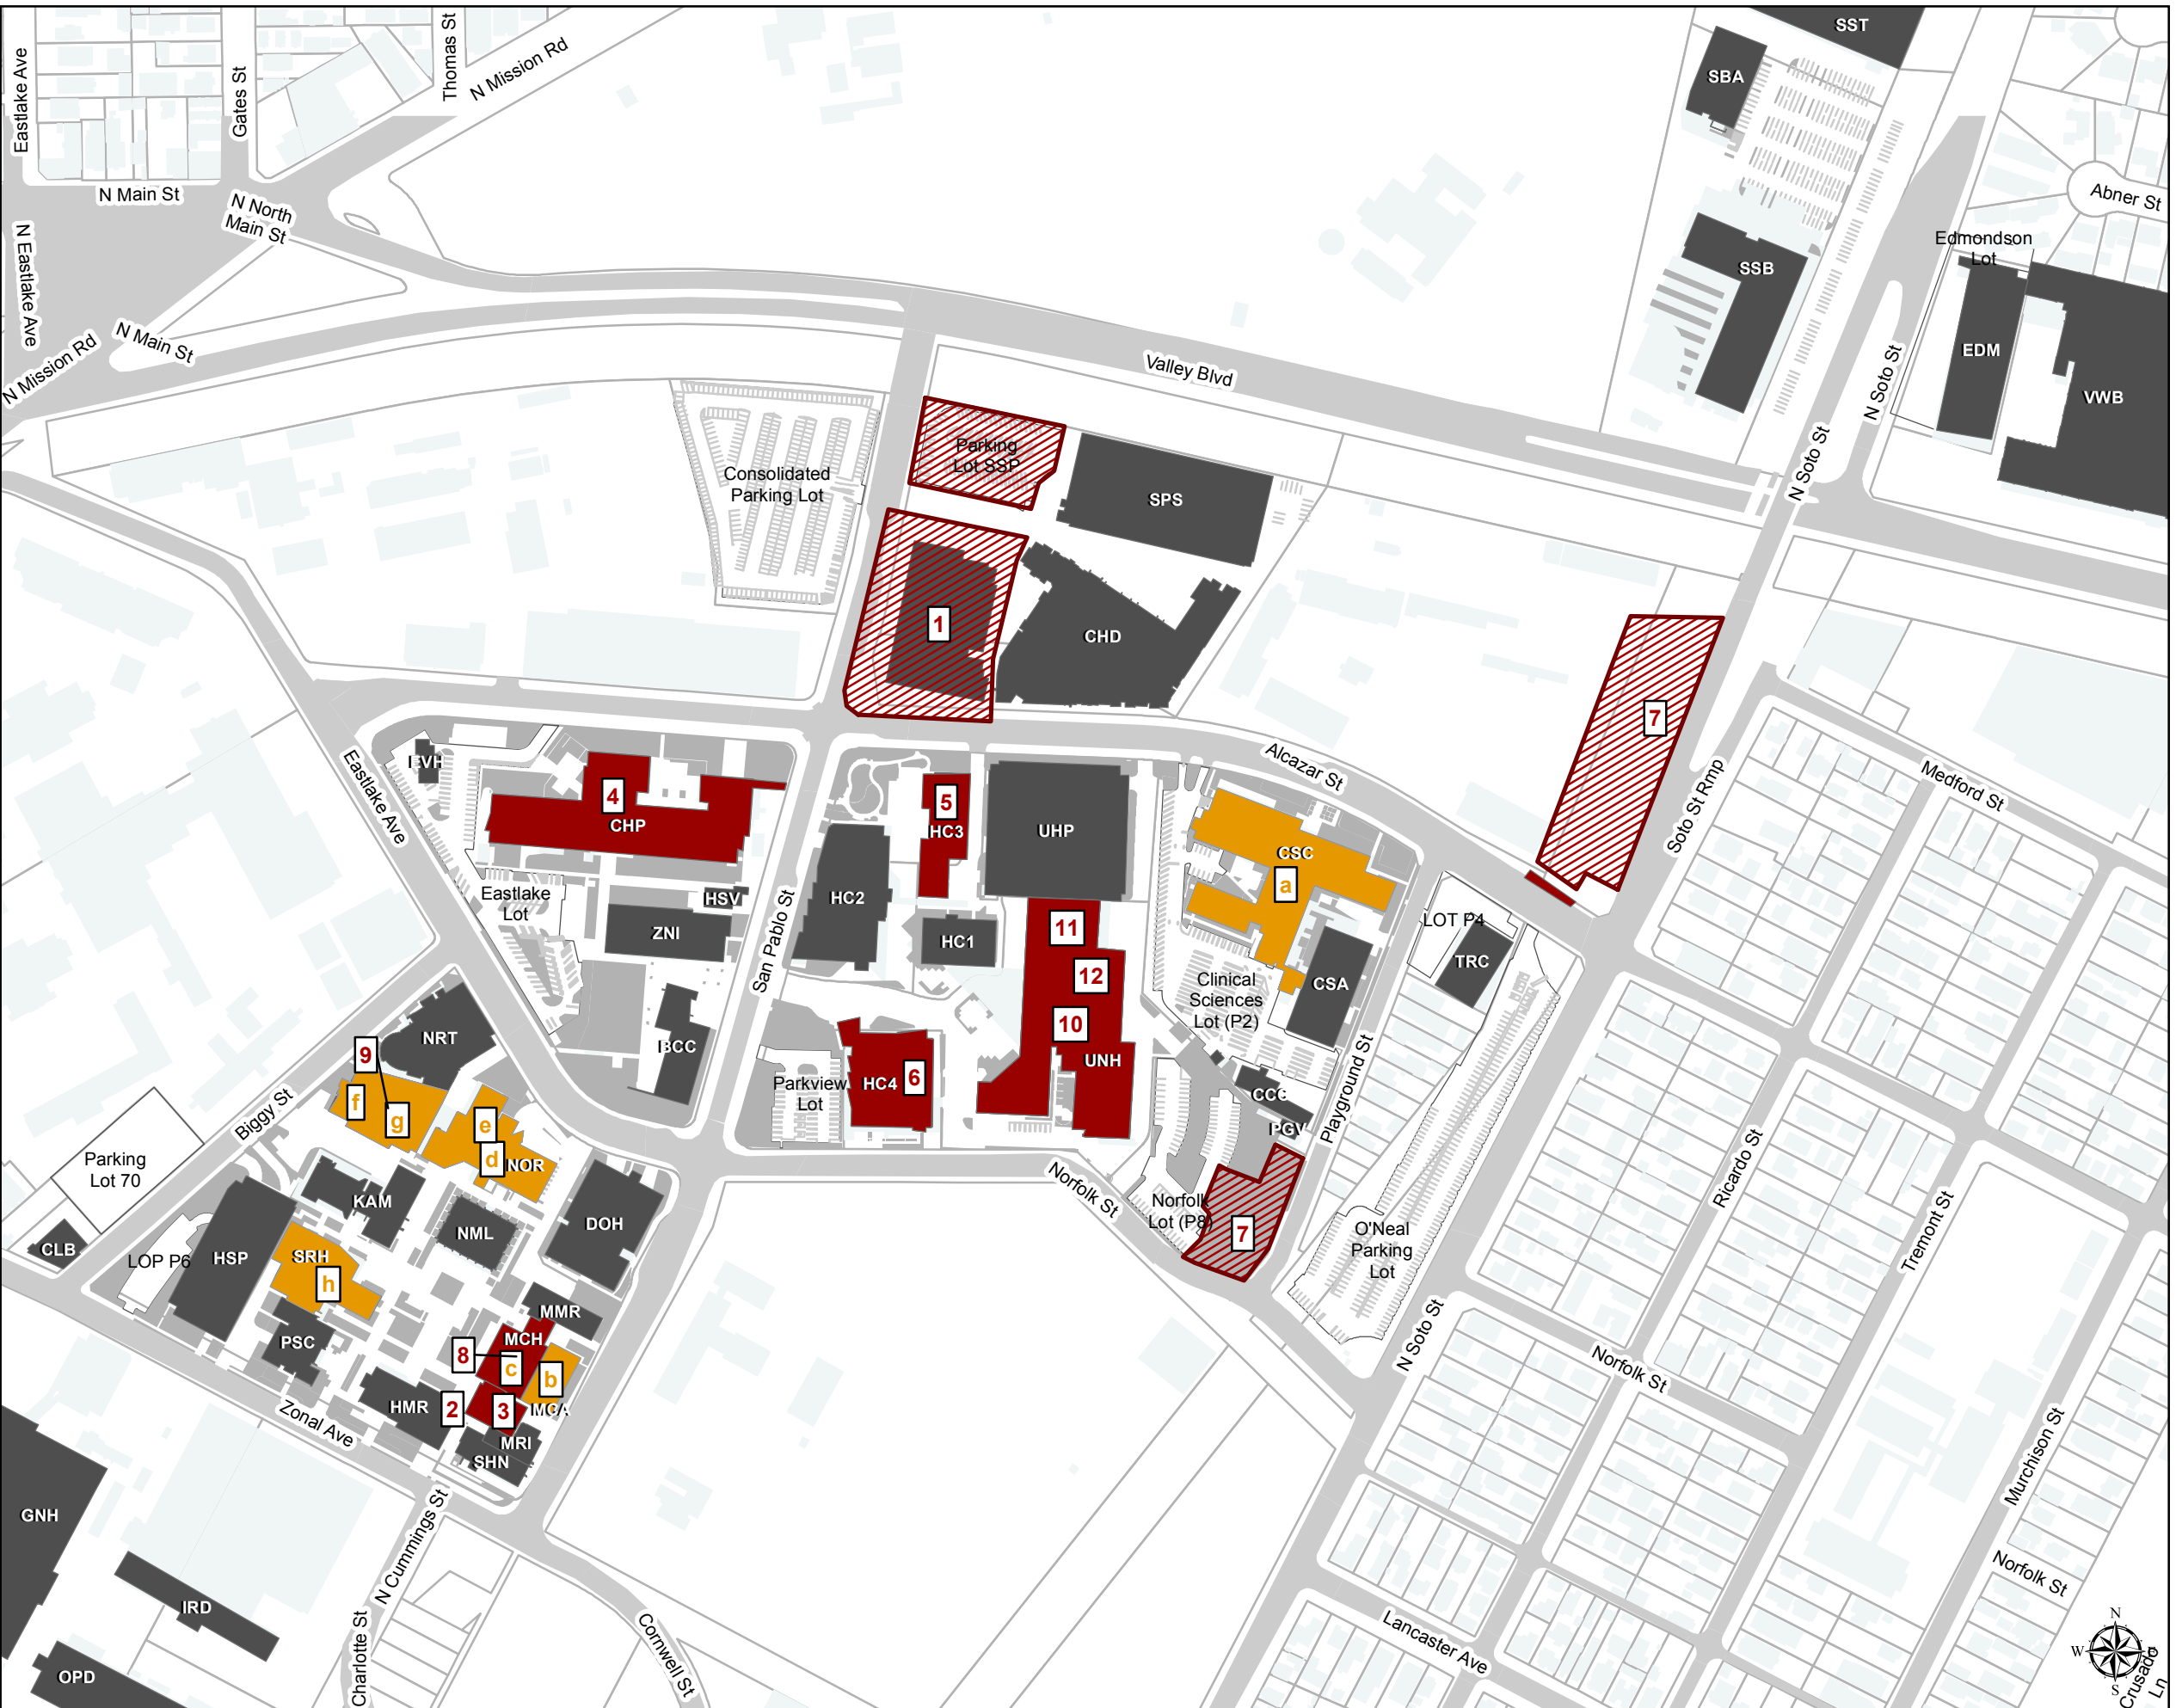 Eastlake Ave
Gates St
Thomas St
N Mission Rd
N Main St
N North
Main St
N Eastlake Ave
N Mission Rd
N Main St
SST
SBA
SSB
Abner St
Edmondson
Lot
EDM
VWB
N Soto St
N Soto St
Valley Blvd
Consolidated
Parking Lot
Parking
Lot SSP
SPS
1
CHD
7
Soto St Rmp
Medford St
Alcazar St
Eastlake Ave
EVH
4
CHP
5
HC3
UHP
CSC
a
Eastlake
Lot
HSV
ZNI
HC2
HC1
San Pablo St
11
12
10
UNH
Clinical
Sciences
Lot (P2)
CSA
LOT P4
TRC
BCC
Parkview
Lot
HC4
6
CCC
PGV
Playground St
NRT
9
f
g
e
d
NOR
Biggy St
Parking
Lot 70
KAM
NML
DOH
Norfolk St
Norfolk
Lot (P8)
7
O'Neal
Parking
Lot
Ricardo St
Tremont St
CLB
LOP P6
HSP
SRH
h
PSC
MMR
MCH
8
c
b
MCA
HMR
2
3
MRI
SHN
N Soto St
Norfolk St
Zonal Ave
Murchison St
GNH
N Cummings St
IRD
Charlotte St
OPD
Cornwell St
Lancaster Ave
Norfolk St
N
W
E
S
Crusado
Ln